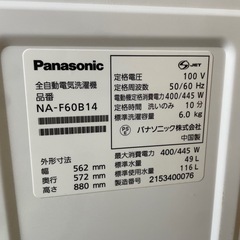 Panasonic
全自動電気洗濯機
品番
NA-F60B14
外形寸法
幅 562 mm
奥行 572 mm
高さ 880 mm
JET
定格電圧 100 V
定格周波数 50/60 Hz
電動機定格消費電力 400/445 W
定格時間 洗いのみ 10 分
標準洗濯容量 6.0 kg
パナソニック株式会社
中国製
最大消費電力 400/445 W
標準水量 49 L
標準使用水量 116 L
製造番号 2153400076